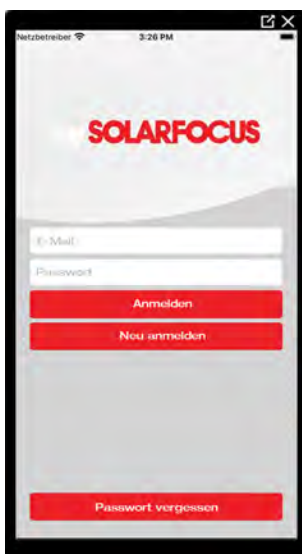 Netzbetreiber 3:26 PM
SOLARFOCUS
E-Mail
Passwort
Anmelden
Neu anmelden
Passwort vergessen